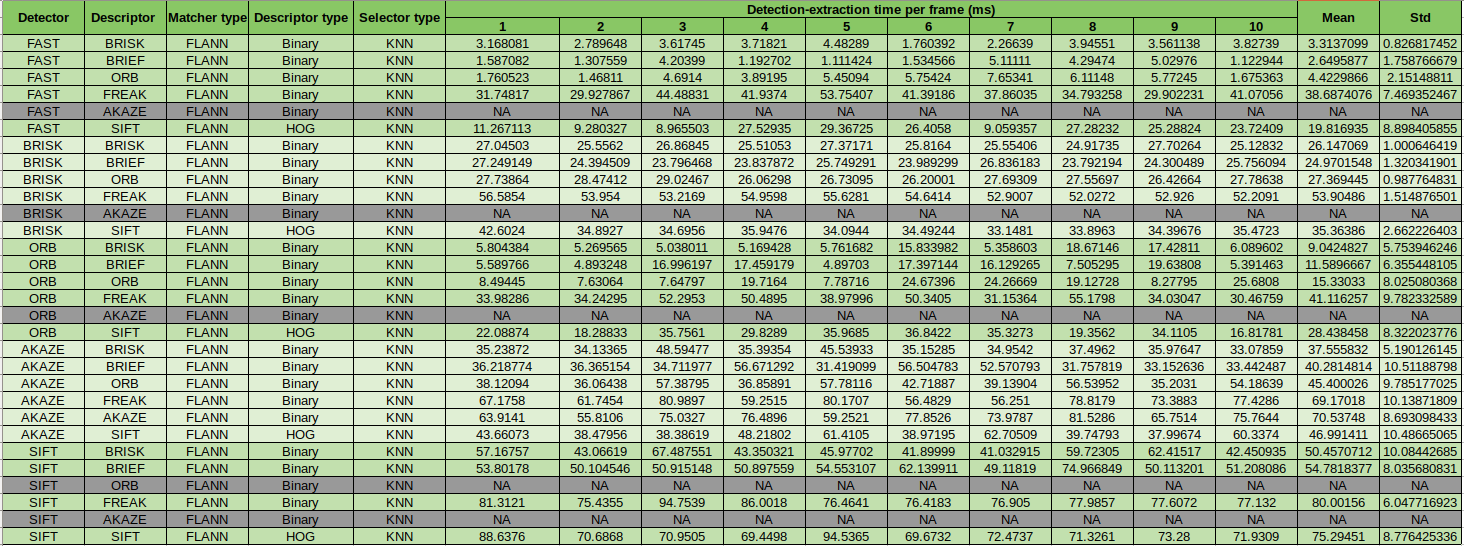 Detector Descriptor Matcher type Descriptor type Selector type Detection-extraction time per frame (ms) Mean Std
1 2 3 4 5 6 7 8 9 10
FAST BRISK FLANN Binary KNN 3.168081 2.789648 3.61745 3.71821 4.48289 1.760392 2.26639 3.94551 3.561138 3.82739 3.3137099 0.826817452
FAST BRIEF FLANN Binary KNN 1.587082 1.307559 4.20399 1.192702 1.111424 1.534566 5.11111 4.29474 5.02976 1.122944 2.6495877 1.758766679
FAST ORB FLANN Binary KNN 1.760523 1.46811 4.6914 3.89195 5.45094 5.75424 7.65341 6.11148 5.77245 1.675363 4.4229866 2.15148811
FAST FREAK FLANN Binary KNN 31.74817 29.927867 44.48831 41.9374 53.75407 41.39186 37.86035 34.793258 29.902231 41.07056 38.6874076 7.469352467
FAST AKAZE FLANN Binary KNN NA NA NA NA NA NA NA NA NA NA NA NA
FAST SIFT FLANN HOG KNN 11.267113 9.280327 8.965503 27.52935 29.36725 26.4058 9.059357 27.28232 25.28824 23.72409 19.816935 8.898405855
BRISK BRISK FLANN Binary KNN 27.04503 25.5562 26.86845 25.51053 27.37171 25.8164 25.55406 24.91735 27.70264 25.12832 26.147069 1.000646419
BRISK BRIEF FLANN Binary KNN 27.249149 24.394509 23.796468 23.837872 25.749291 23.989299 26.836183 23.792194 24.300489 25.756094 24.9701548 1.320341901
BRISK ORB FLANN Binary KNN 27.73864 28.47412 29.02467 26.06298 26.73095 26.20001 27.69309 27.55697 26.42664 27.78638 27.369445 0.987764831
BRISK FREAK FLANN Binary KNN 56.5854 53.954 53.2169 54.9598 55.6281 54.6414 52.9007 52.0272 52.926 52.2091 53.90486 1.514876501
BRISK AKAZE FLANN Binary KNN NA NA NA NA NA NA NA NA NA NA NA NA
BRISK SIFT FLANN HOG KNN 42.6024 34.8927 34.6956 35.9476 34.0944 34.49244 33.1481 33.8963 34.39676 35.4723 35.36386 2.662226403
ORB BRISK FLANN Binary KNN 5.804384 5.269565 5.038011 5.169428 5.761682 15.833982 5.358603 18.67146 17.42811 6.089602 9.0424827 5.753946246
ORB BRIEF FLANN Binary KNN 5.589766 4.893248 16.996197 17.459179 4.89703 17.397144 16.129265 7.505295 19.63808 5.391463 11.5896667 6.355448105
ORB ORB FLANN Binary KNN 8.49445 7.63064 7.64797 19.7164 7.78716 24.67396 24.26669 19.12728 8.27795 25.6808 15.33033 8.025080368
ORB FREAK FLANN Binary KNN 33.98286 34.24295 52.2953 50.4895 38.97996 50.3405 31.15364 55.1798 34.03047 30.46759 41.116257 9.782332589
ORB AKAZE FLANN Binary KNN NA NA NA NA NA NA NA NA NA NA NA NA
ORB SIFT FLANN HOG KNN 22.08874 18.28833 35.7561 29.8289 35.9685 36.8422 35.3273 19.3562 34.1105 16.81781 28.438458 8.322023776
AKAZE BRISK FLANN Binary KNN 35.23872 34.13365 48.59477 35.39354 45.53933 35.15285 34.9542 37.4962 35.97647 33.07859 37.555832 5.190126145
AKAZE BRIEF FLANN Binary KNN 36.218774 36.365154 34.711977 56.671292 31.419099 56.504783 52.570793 31.757819 33.152636 33.442487 40.2814814 10.51188798
AKAZE ORB FLANN Binary KNN 38.12094 36.06438 57.38795 36.85891 57.78116 42.71887 39.13904 56.53952 35.2031 54.18639 45.400026 9.785177025
AKAZE FREAK FLANN Binary KNN 67.1758 61.7454 80.9897 59.2515 80.1707 56.4829 56.251 78.8179 73.3883 77.4286 69.17018 10.13871809
AKAZE AKAZE FLANN Binary KNN 63.9141 55.8106 75.0327 76.4896 59.2521 77.8526 73.9787 81.5286 65.7514 75.7644 70.53748 8.693098433
AKAZE SIFT FLANN HOG KNN 43.66073 38.47956 38.38619 48.21802 61.4105 38.97195 62.70509 39.74793 37.99674 60.3374 46.991411 10.48665065
SIFT BRISK FLANN Binary KNN 57.16757 43.06619 67.487551 43.350321 45.97702 41.89999 41.032915 59.72305 62.41517 42.450935 50.4570712 10.08442685
SIFT BRIEF FLANN Binary KNN 53.80178 50.104546 50.915148 50.897559 54.553107 62.139911 49.11819 74.966849 50.113201 51.208086 54.7818377 8.035680831
SIFT ORB FLANN Binary KNN NA NA NA NA NA NA NA NA NA NA NA NA
SIFT FREAK FLANN Binary KNN 81.3121 75.4355 94.7539 86.0018 76.4641 76.4183 76.905 77.9857 77.6072 77.132 80.00156 6.047716923
SIFT AKAZE FLANN Binary KNN NA NA NA NA NA NA NA NA NA NA NA NA
SIFT SIFT FLANN HOG KNN 88.6376 70.6868 70.9505 69.4498 94.5365 69.6732 72.4737 71.3261 73.28 71.9309 75.29451 8.776425336